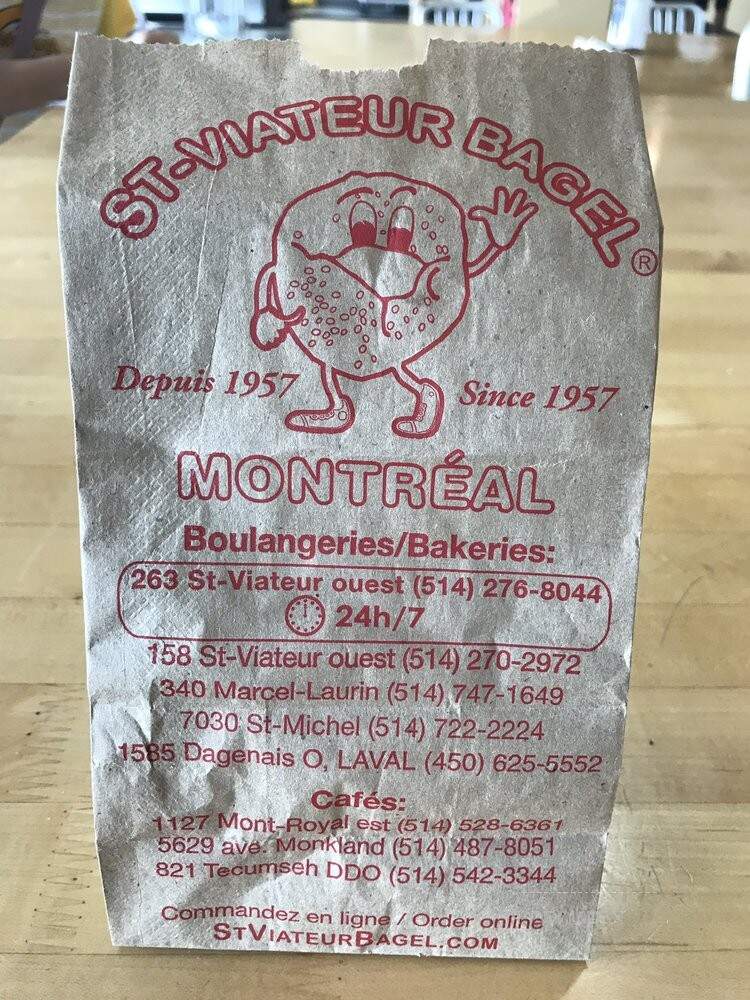 ST-VIATEUR BAGEL®
Depuis 1957 Since 1957
MONTRÉAL
Boulangeries/Bakeries:
263 St-Viateur ouest (514) 276-8044
24h/7
158 St-Viateur ouest (514) 270-2972
340 Marcel-Laurin (514) 747-1649
7030 St-Michel (514) 722-2224
1585 Dagenais O, LAVAL (450) 625-5552
Cafés:
1127 Mont-Royal est (514) 528-6361
5629 ave. Monkland (514) 487-8051
821 Tecumseh DDO (514) 542-3344
Commandez en ligne / Order online
STVIATEURBAGEL.COM